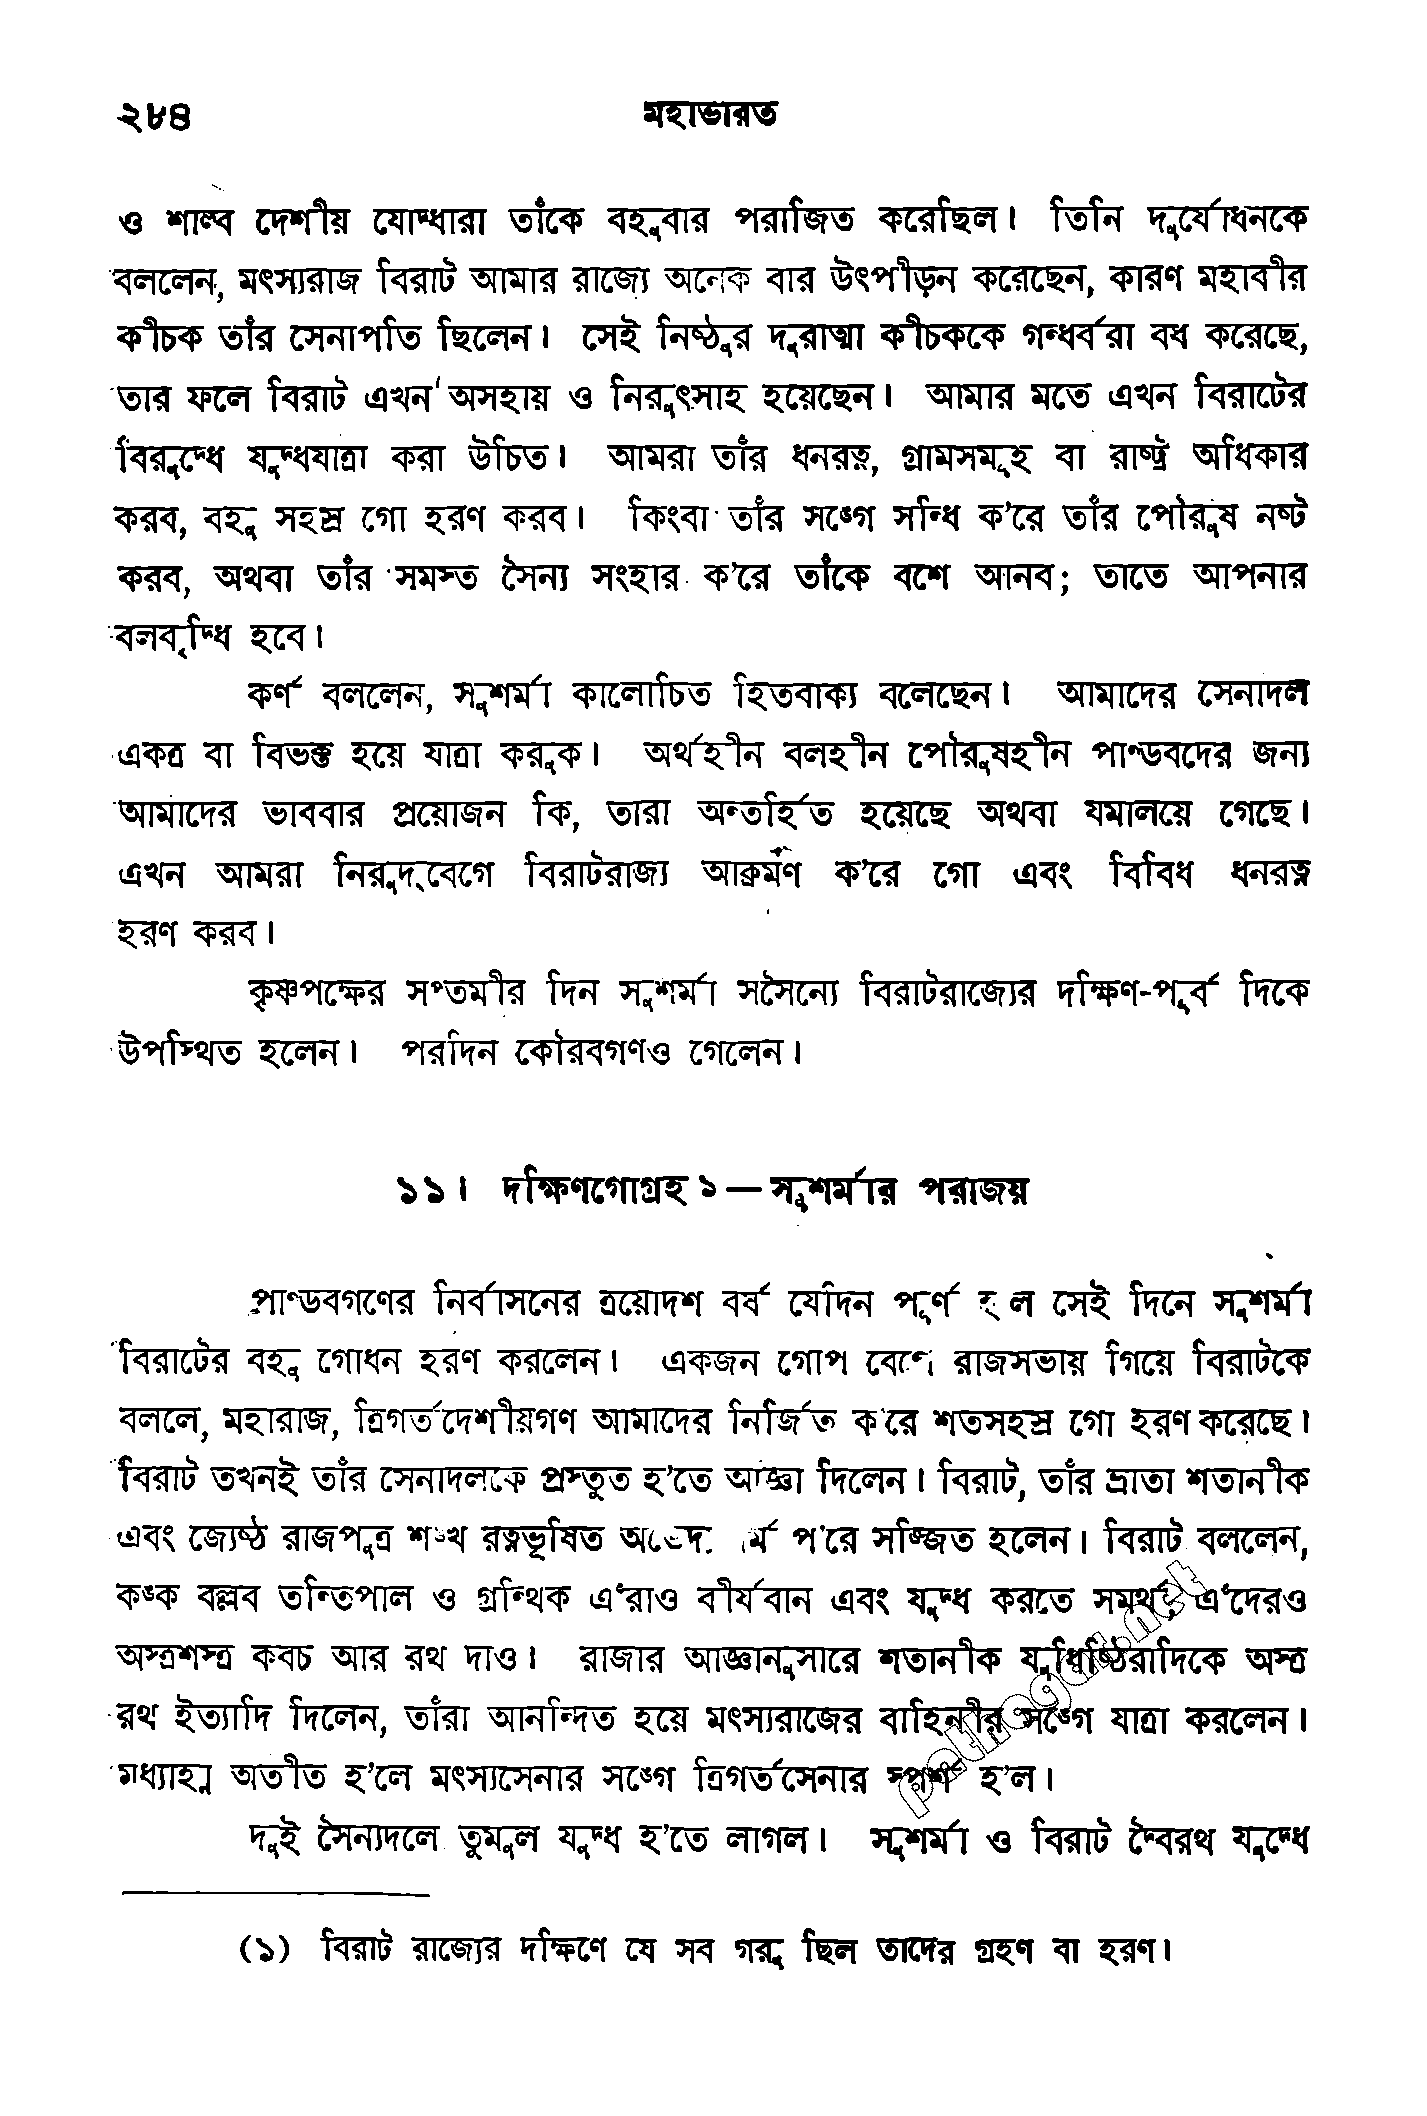 ২৮৪ মহাভারত
ও শাল্ব দেশীয় যোদ্ধারা তাঁকে বহুবার পরাজিত করেছিল। তিনি দুর্যোধনকে
বললেন, মৎস্যরাজ বিরাট আমার রাজ্যে অনেক বার উৎপীড়ন করেছেন, কারণ মহাবীর
কীচক তাঁর সেনাপতি ছিলেন। সেই নিষ্ঠুর দুরাত্মা কীচককে গন্ধর্বরা বধ করেছে,
তার ফলে বিরাট এখন অসহায় ও নিরুৎসাহ হয়েছেন। আমার মতে এখন বিরাটের
বিরুদ্ধে যুদ্ধযাত্রা করা উচিত। আমরা তাঁর ধনরত্ন, গ্রামসমূহ বা রাষ্ট্র অধিকার
করব, বহু সহস্র গো হরণ করব। কিংবা তাঁর সঙ্গে সন্ধি ক’রে তাঁর পৌরুষ নষ্ট
করব, অথবা তাঁর সমস্ত সৈন্য সংহার ক’রে তাঁকে বশে আনব; তাতে আপনার
বলবৃদ্ধি হবে।
কর্ণ বললেন, সুশর্মা কালোচিত হিতবাক্য বলেছেন। আমাদের সেনাদল
একত্র বা বিভক্ত হয়ে যাত্রা করুক। অর্থহীন বলহীন পৌরুষহীন পাণ্ডবদের জন্য
আমাদের ভাববার প্রয়োজন কি, তারা অন্তর্হিত হয়েছে অথবা যমালয়ে গেছে।
এখন আমরা নিরুদ্‌বেগে বিরাটরাজ্য আক্রমণ ক’রে গো এবং বিবিধ ধনরত্ন
হরণ করব।
কৃষ্ণপক্ষের সপ্তমীর দিন সুশর্মা সসৈন্যে বিরাটরাজ্যের দক্ষিণ-পূর্ব দিকে
উপস্থিত হলেন। পরদিন কৌরবগণও গেলেন।
১১। দক্ষিণগোগ্রহ ১ — সুশর্মার পরাজয়
পাণ্ডবগণের নির্বাসনের ত্রয়োদশ বর্ষ যেদিন পূর্ণ হ’ল সেই দিনে সুশর্মা
বিরাটের বহু গোধন হরণ করলেন। একজন গোপ বেগে রাজসভায় গিয়ে বিরাটকে
বললে, মহারাজ, ত্রিগর্তদেশীয়গণ আমাদের নির্জিত ক’রে শতসহস্র গো হরণ করেছে।
বিরাট তখনই তাঁর সেনাদলকে প্রস্তুত হ’তে আজ্ঞা দিলেন। বিরাট, তাঁর ভ্রাতা শতানীক
এবং জ্যেষ্ঠ রাজপুত্র শঙ্খ রত্নভূষিত অভেদ্য বর্ম প’রে সজ্জিত হলেন। বিরাট বললেন,
কঙ্ক বল্লব তন্তিপাল ও গ্রন্থিক এ‍ঁরাও বীর্যবান এবং যুদ্ধ করতে সমর্থ, এ‍ঁদেরও
অস্ত্রশস্ত্র কবচ আর রথ দাও। রাজার আজ্ঞানুসারে শতানীক যুধিষ্ঠিরাদিকে অস্ত্র
রথ ইত্যাদি দিলেন, তাঁরা আনন্দিত হয়ে মৎস্যরাজের বাহিনীর সঙ্গে যাত্রা করলেন।
মধ্যাহ্ন অতীত হ’লে মৎস্যসেনার সঙ্গে ত্রিগর্তসেনার স্পর্শ হ’ল।
দুই সৈন্যদলে তুমুল যুদ্ধ হ’তে লাগল। সুশর্মা ও বিরাট দ্বৈরথ যুদ্ধে
(১) বিরাট রাজ্যের দক্ষিণে যে সব গরু ছিল তাদের গ্রহণ বা হরণ।